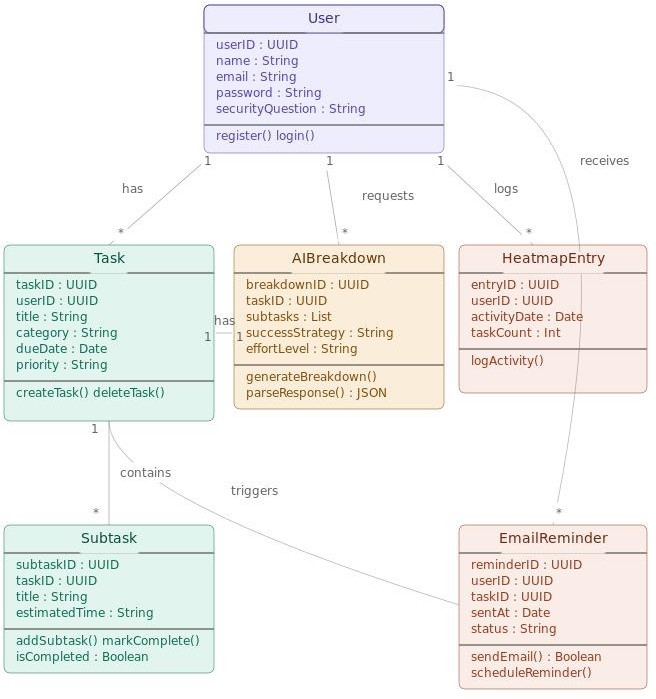 User
userID : UUID
name : String
email : String
password : String
securityQuestion : String
register() login()
1
1
1
1
has
requests
logs
receives
*
*
*
Task
taskID : UUID
userID : UUID
title : String
category : String
dueDate : Date
priority : String
createTask() deleteTask()
has
1
1
AIBreakdown
breakdownID : UUID
taskID : UUID
subtasks : List
successStrategy : String
effortLevel : String
generateBreakdown()
parseResponse() : JSON
HeatmapEntry
entryID : UUID
userID : UUID
activityDate : Date
taskCount : Int
logActivity()
1
contains
triggers
*
*
Subtask
subtaskID : UUID
taskID : UUID
title : String
estimatedTime : String
addSubtask() markComplete()
isCompleted : Boolean
EmailReminder
reminderID : UUID
userID : UUID
taskID : UUID
sentAt : Date
status : String
sendEmail() : Boolean
scheduleReminder()